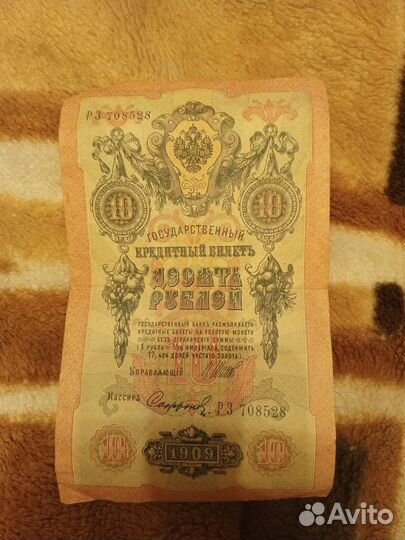 РЗ 708528
10 10
ГОСУДАРСТВЕННЫЙ
КРЕДИТНЫЙ БИЛЕТЪ
ДЕСЯТЬ
РУБЛЕЙ
ГОСУДАРСТВЕННЫЙ БАНКЪ РАЗМѢНИВАЕТЪ
КРЕДИТНЫЕ БИЛЕТЫ НА ЗОЛОТУЮ МОНЕТУ
БЕЗЪ ОГРАНИЧЕНІЯ СУММЫ
(1 РУБЛЬ = 1/15 ИМПЕРІАЛА, СОДЕРЖИТЪ
17,424 ДОЛЕЙ ЧИСТАГО ЗОЛОТА)
10
УПРАВЛЯЮЩІЙ
КАССИРЪ
РЗ 708528
10 1909 10
Avito